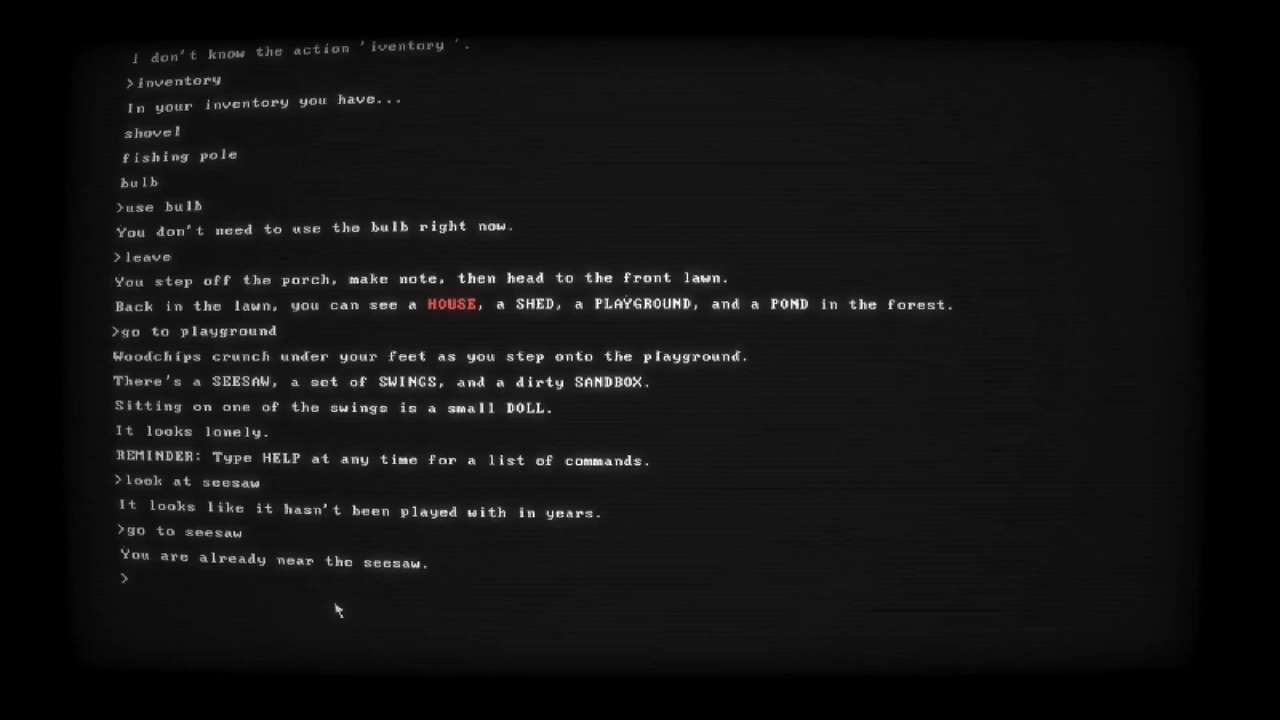 I don't know the action 'iventory '.
>inventory
In your inventory you have...
shovel
fishing pole
bulb
>use bulb
You don't need to use the bulb right now.
>leave
You step off the porch, make note, then head to the front lawn.
Back in the lawn, you can see a HOUSE, a SHED, a PLAYGROUND, and a POND in the forest.
>go to playground
Woodchips crunch under your feet as you step onto the playground.
There's a SEESAW, a set of SWINGS, and a dirty SANDBOX.
Sitting on one of the swings is a small DOLL.
It looks lonely.
REMINDER: Type HELP at any time for a list of commands.
>look at seesaw
It looks like it hasn't been played with in years.
>go to seesaw
You are already near the seesaw.
>